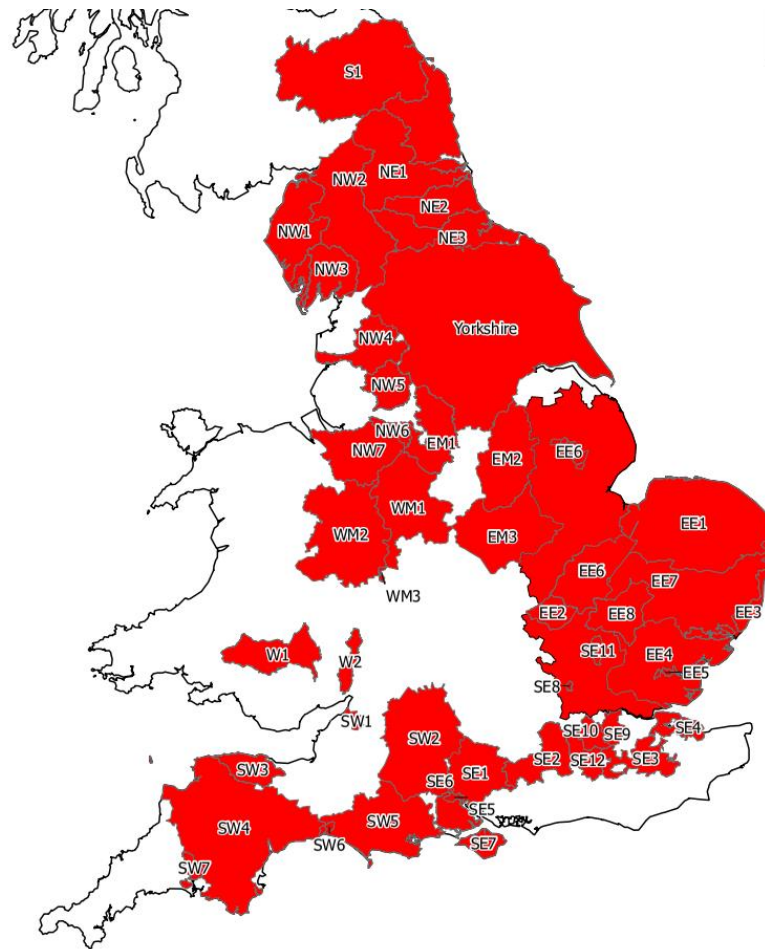 S1
NE1
NW2
NE2
NW1
NE3
NW3
Yorkshire
NW4
NW5
NW6
EM1
NW7
EM2
EE6
WM1
EE1
WM2
EM3
EE6
EE7
WM3
EE2
EE8
EE3
W1
W2
SE11
EE4
EE5
SE8
SW1
SW2
SE10
SE9
SE4
SW3
SE6
SE1
SE2
SE12
SE3
SW4
SW5
SE5
SW6
SE7
SW7